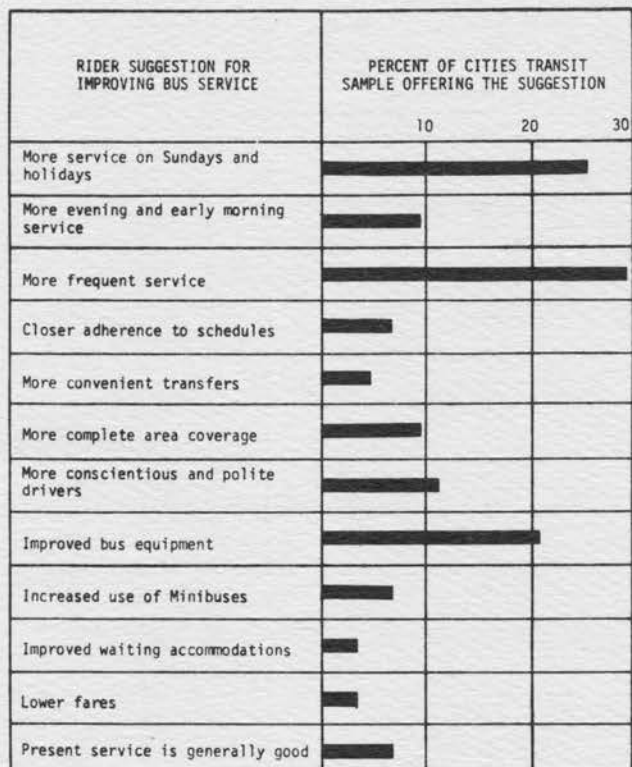 RIDER SUGGESTION FOR
IMPROVING BUS SERVICE
PERCENT OF CITIES TRANSIT
SAMPLE OFFERING THE SUGGESTION
10 20 30
More service on Sundays and
holidays
More evening and early morning
service
More frequent service
Closer adherence to schedules
More convenient transfers
More complete area coverage
More conscientious and polite
drivers
Improved bus equipment
Increased use of Minibuses
Improved waiting accommodations
Lower fares
Present service is generally good